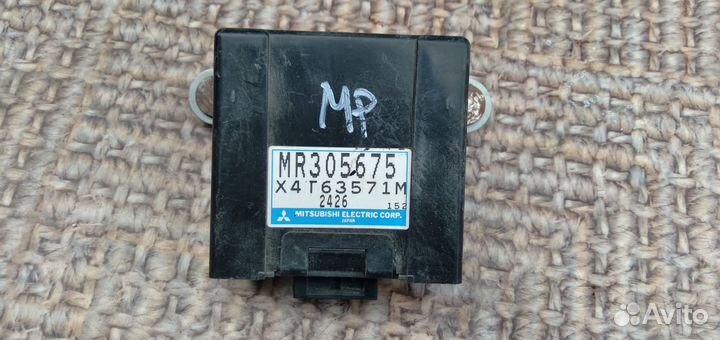 MP
MR305675
X4T63571M
2426 152
MITSUBISHI ELECTRIC CORP.
JAPAN
Avito